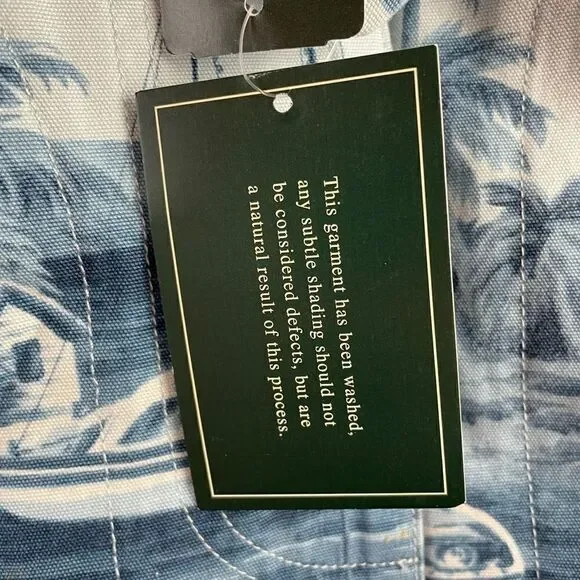 This garment has been washed,
any subtle shading should not
be considered defects, but are
a natural result of this process.